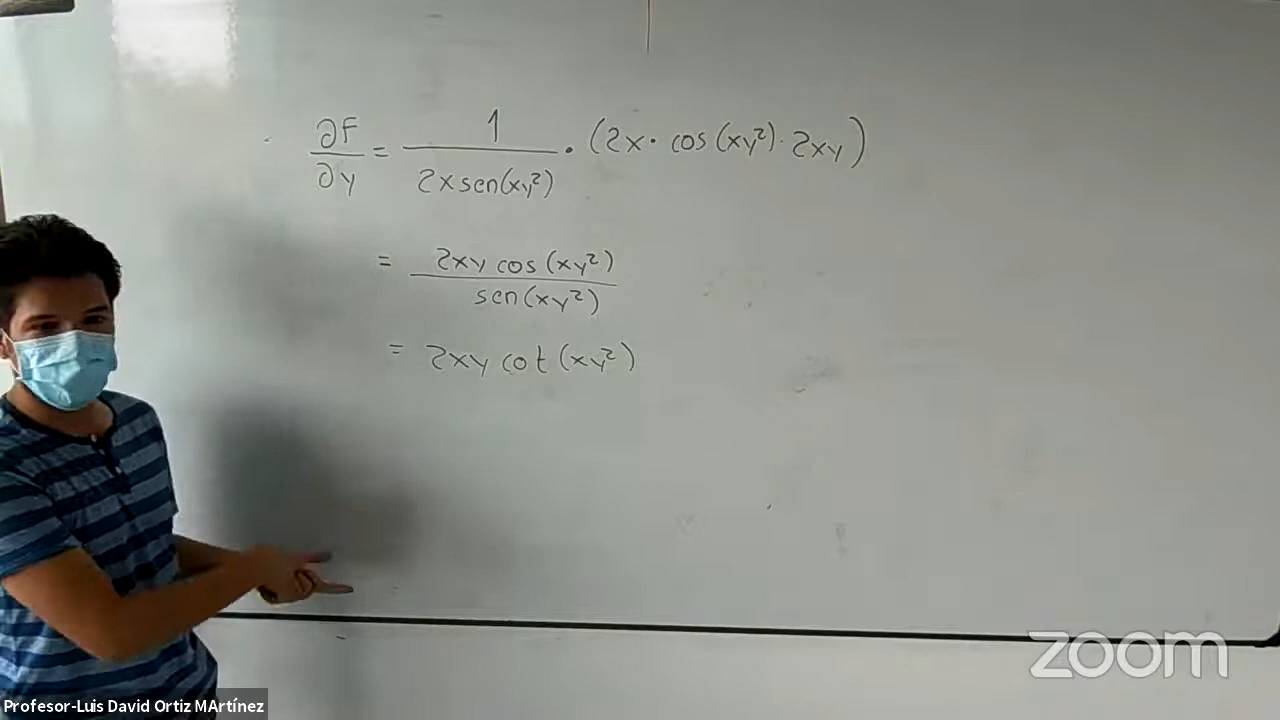 ∂F/∂y = 1/(2x sen(xy²)) · (2x · cos(xy²) · 2xy)
= 2xy cos(xy²)/sen(xy²)
= 2xy cot(xy²)
zoom
Profesor-Luis David Ortiz MArtínez